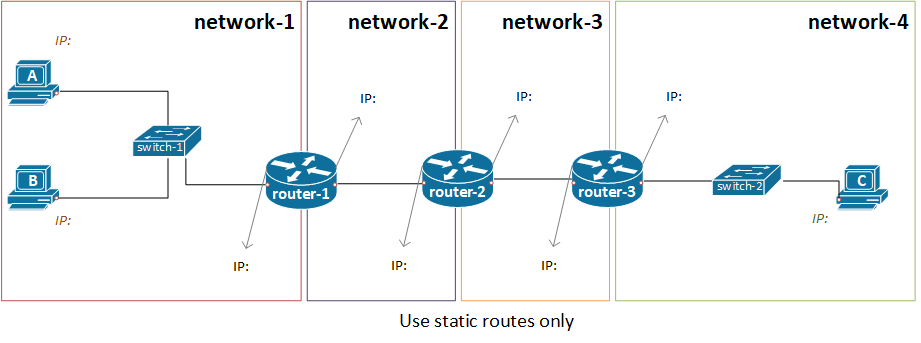 network-1
network-2
network-3
network-4
IP:
A
IP:
IP:
IP:
switch-1
B
router-1
router-2
router-3
switch-2
C
IP:
IP:
IP:
IP:
IP:
Use static routes only